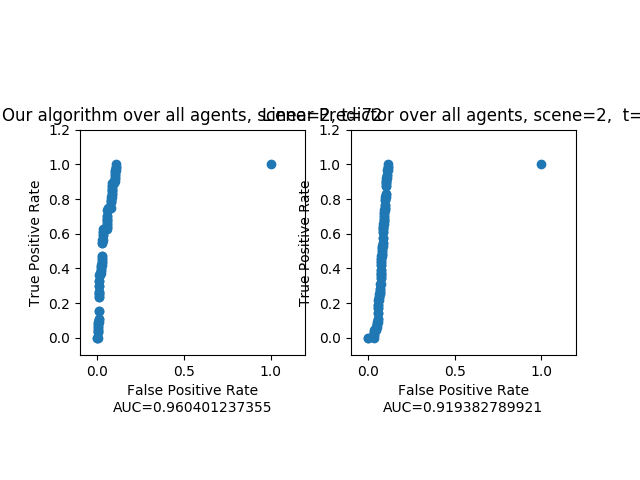 Our algorithm over all agents, scene=2, t=72
Linear Predictor over all agents, scene=2, t=
1.2
1.0
0.8
0.6
0.4
0.2
0.0
True Positive Rate
0.0 0.5 1.0
False Positive Rate
AUC=0.960401237355
1.2
1.0
0.8
0.6
0.4
0.2
0.0
True Positive Rate
0.0 0.5 1.0
False Positive Rate
AUC=0.919382789921